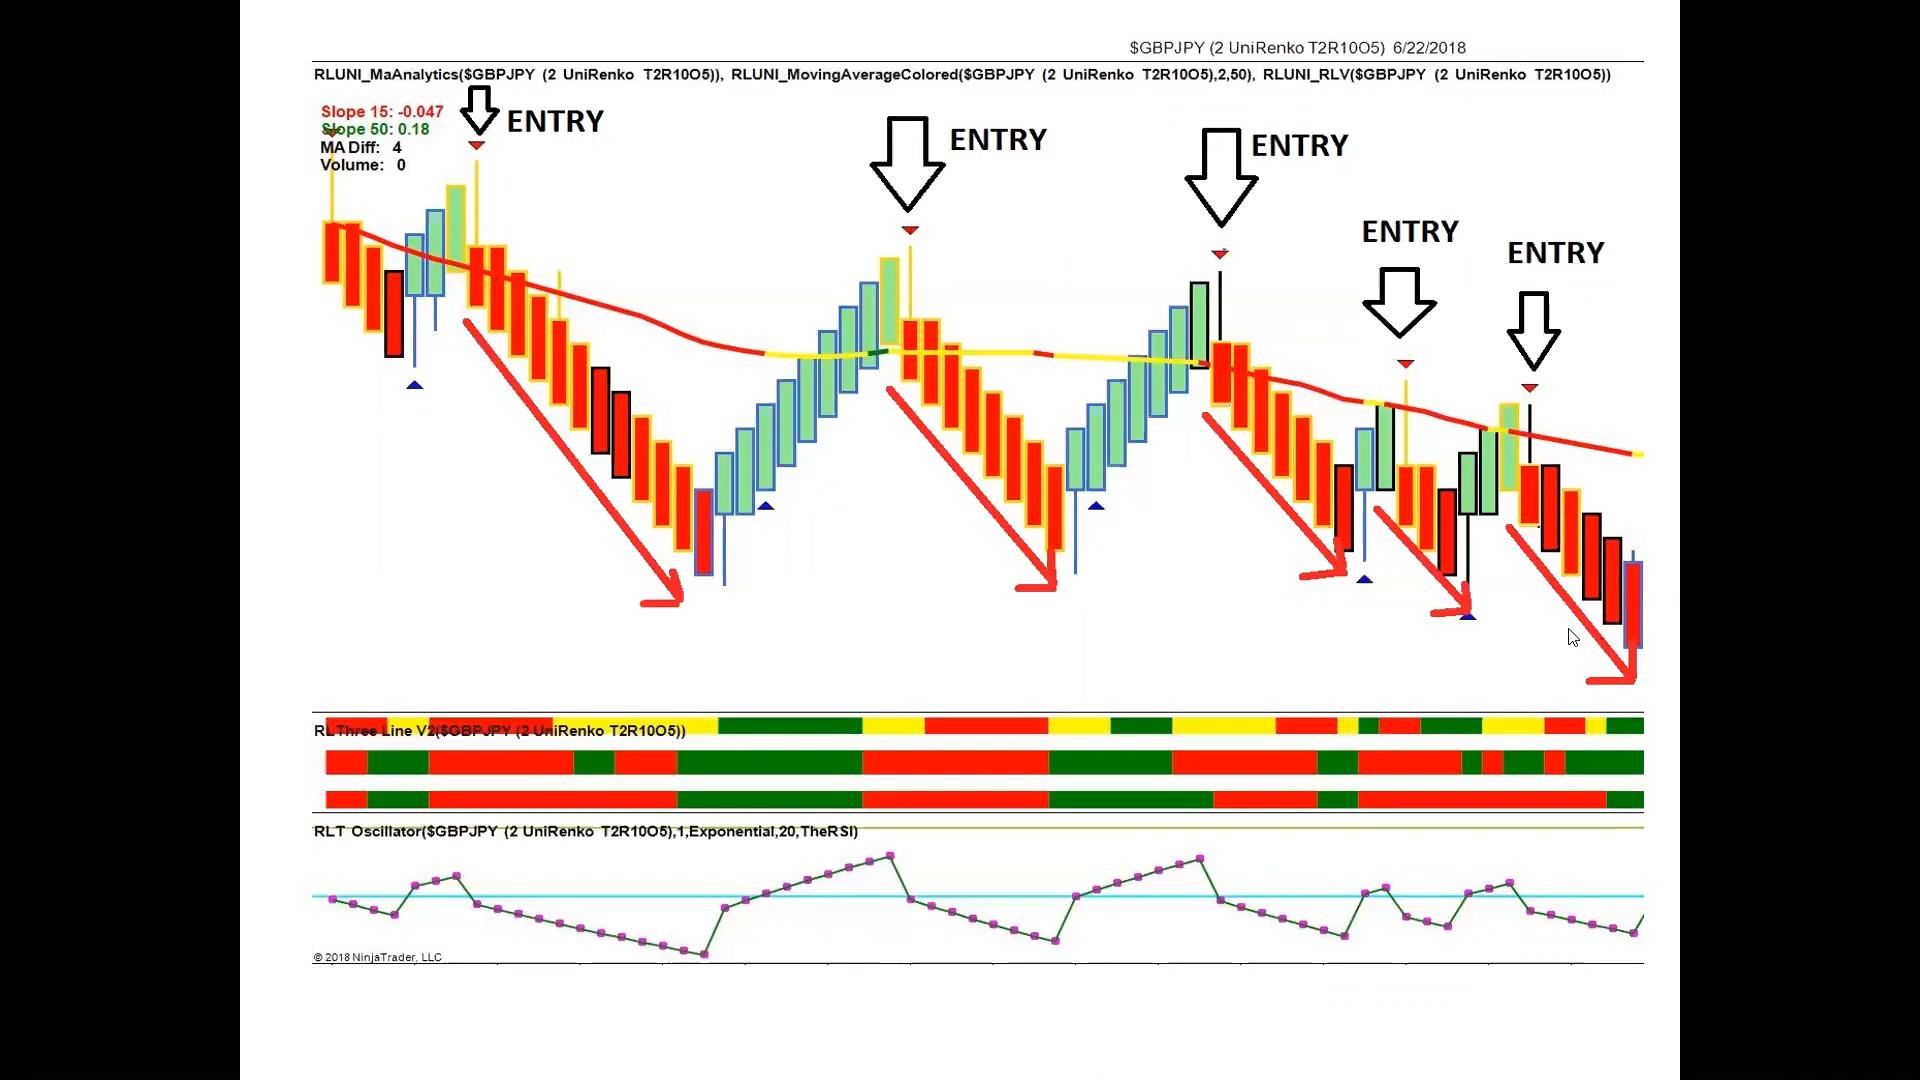 $GBPJPY (2 UniRenko T2R10O5) 6/22/2018
RLUNI_MaAnalytics($GBPJPY (2 UniRenko T2R10O5)), RLUNI_MovingAverageColored($GBPJPY (2 UniRenko T2R10O5),2,50), RLUNI_RLV($GBPJPY (2 UniRenko T2R10O5))
Slope 15: -0.047
Slope 50: 0.18
MA Diff: 4
Volume: 0
ENTRY
ENTRY
ENTRY
ENTRY
ENTRY
RLThree Line V2($GBPJPY (2 UniRenko T2R10O5))
RLT Oscillator($GBPJPY (2 UniRenko T2R10O5),1,Exponential,20,TheRSI)
© 2018 NinjaTrader, LLC